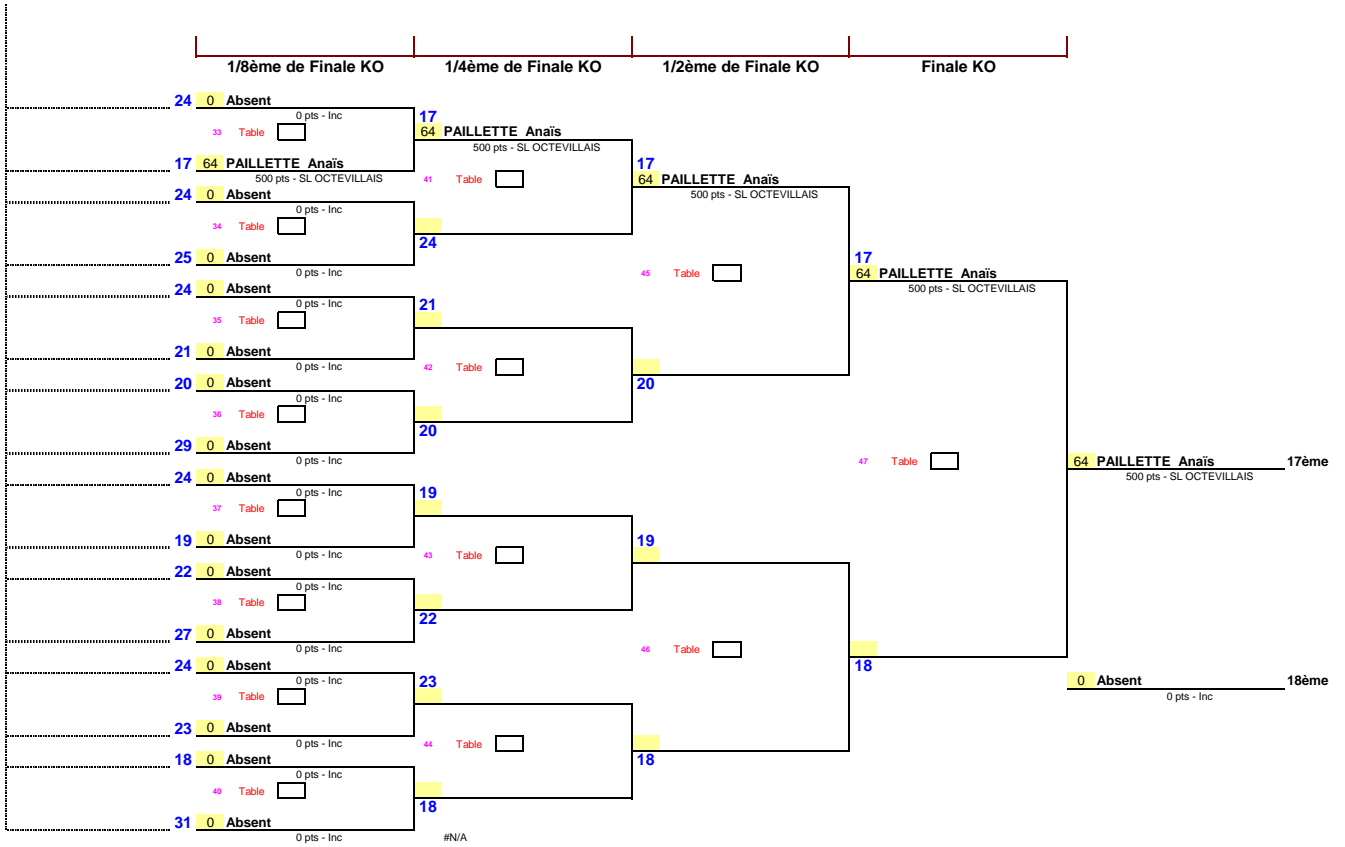 1/8ème de Finale KO 1/4ème de Finale KO 1/2ème de Finale KO Finale KO
24 0 Absent
0 pts - Inc 17
33 Table 64 PAILLETTE Anaïs
500 pts - SL OCTEVILLAIS
17 64 PAILLETTE Anaïs 17
500 pts - SL OCTEVILLAIS 41 Table 64 PAILLETTE Anaïs
24 0 Absent 500 pts - SL OCTEVILLAIS
0 pts - Inc
34 Table
24
25 0 Absent 17
0 pts - Inc 45 Table 64 PAILLETTE Anaïs
24 0 Absent 500 pts - SL OCTEVILLAIS
0 pts - Inc 21
35 Table
21 0 Absent
0 pts - Inc 42 Table
20 0 Absent 20
0 pts - Inc
36 Table
20
29 0 Absent
0 pts - Inc 47 Table 64 PAILLETTE Anaïs 17ème
24 0 Absent 500 pts - SL OCTEVILLAIS
0 pts - Inc 19
37 Table
19 0 Absent 19
0 pts - Inc 43 Table
22 0 Absent
0 pts - Inc
38 Table
22
27 0 Absent
0 pts - Inc 46 Table
24 0 Absent 18
0 pts - Inc 23 0 Absent 18ème
39 Table 0 pts - Inc
23 0 Absent
0 pts - Inc 44 Table
18 0 Absent 18
0 pts - Inc
40 Table
18
31 0 Absent
0 pts - Inc #N/A